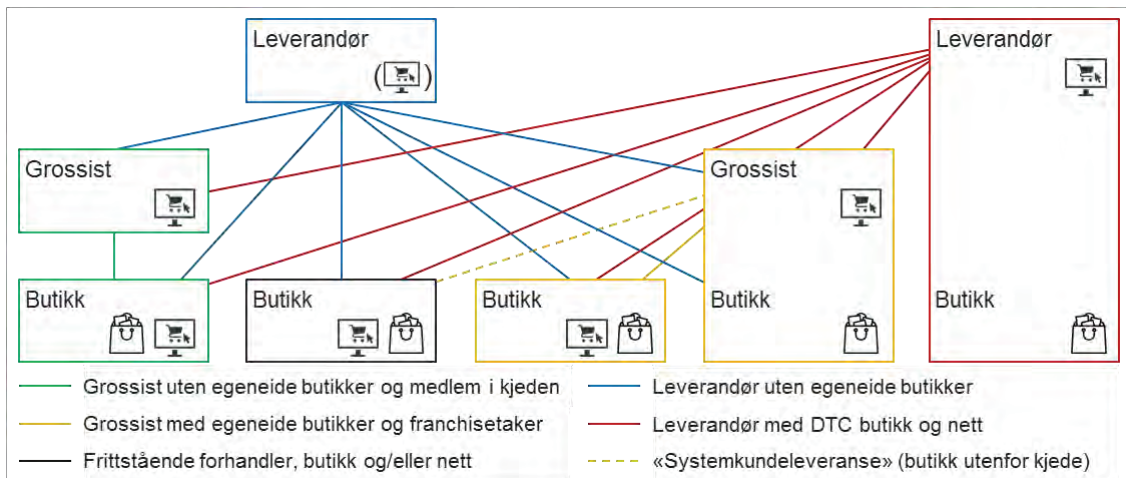 Leverandør
Leverandør
( )
Grossist
Grossist
Butikk
Butikk
Butikk
Butikk
Butikk
Grossist uten egeneide butikker og medlem i kjeden
Leverandør uten egeneide butikker
Grossist med egeneide butikker og franchisetaker
Leverandør med DTC butikk og nett
Frittstående forhandler, butikk og/eller nett
«Systemkundeleveranse» (butikk utenfor kjede)